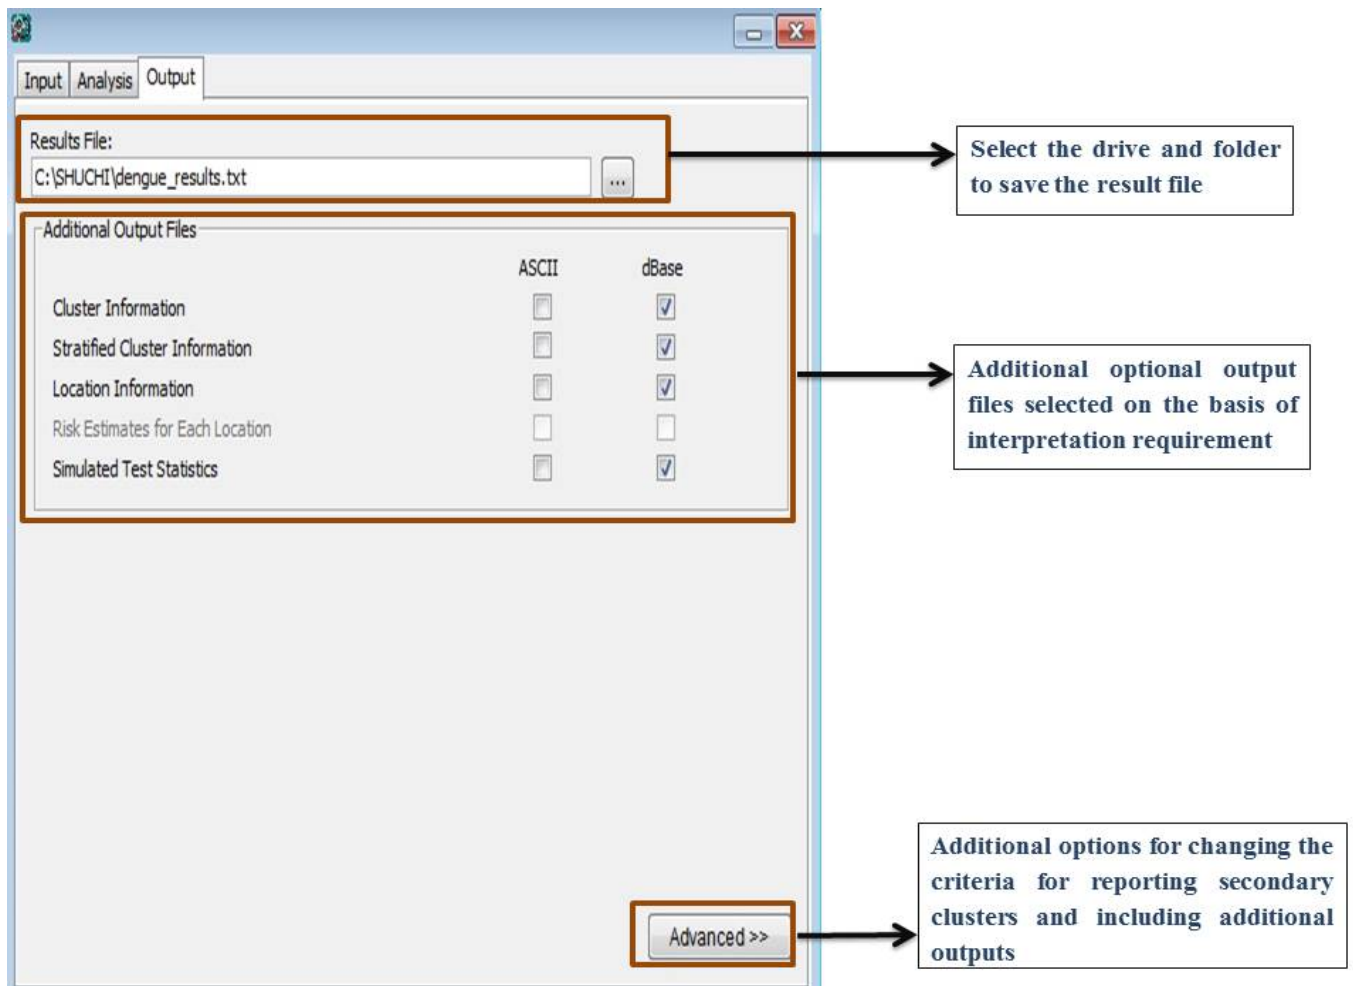 Input Analysis Output
Results File:
C:\SHUCHI\dengue_results.txt ...
Select the drive and folder
to save the result file
Additional Output Files
ASCII dBase
Cluster Information
Stratified Cluster Information
Location Information
Risk Estimates for Each Location
Simulated Test Statistics
Additional optional output
files selected on the basis of
interpretation requirement
Advanced >>
Additional options for changing the
criteria for reporting secondary
clusters and including additional
outputs